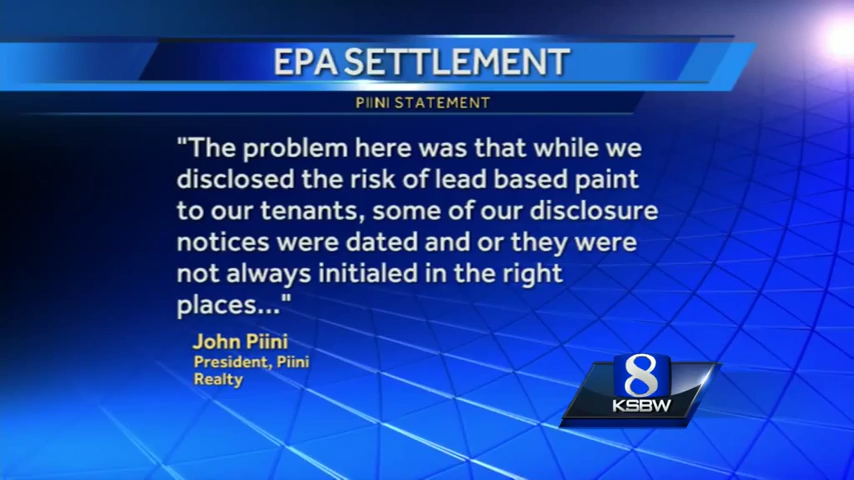 EPA SETTLEMENT
PIINI STATEMENT
"The problem here was that while we
disclosed the risk of lead based paint
to our tenants, some of our disclosure
notices were dated and or they were
not always initialed in the right
places..."
John Piini
President, Piini
Realty
8
KSBW